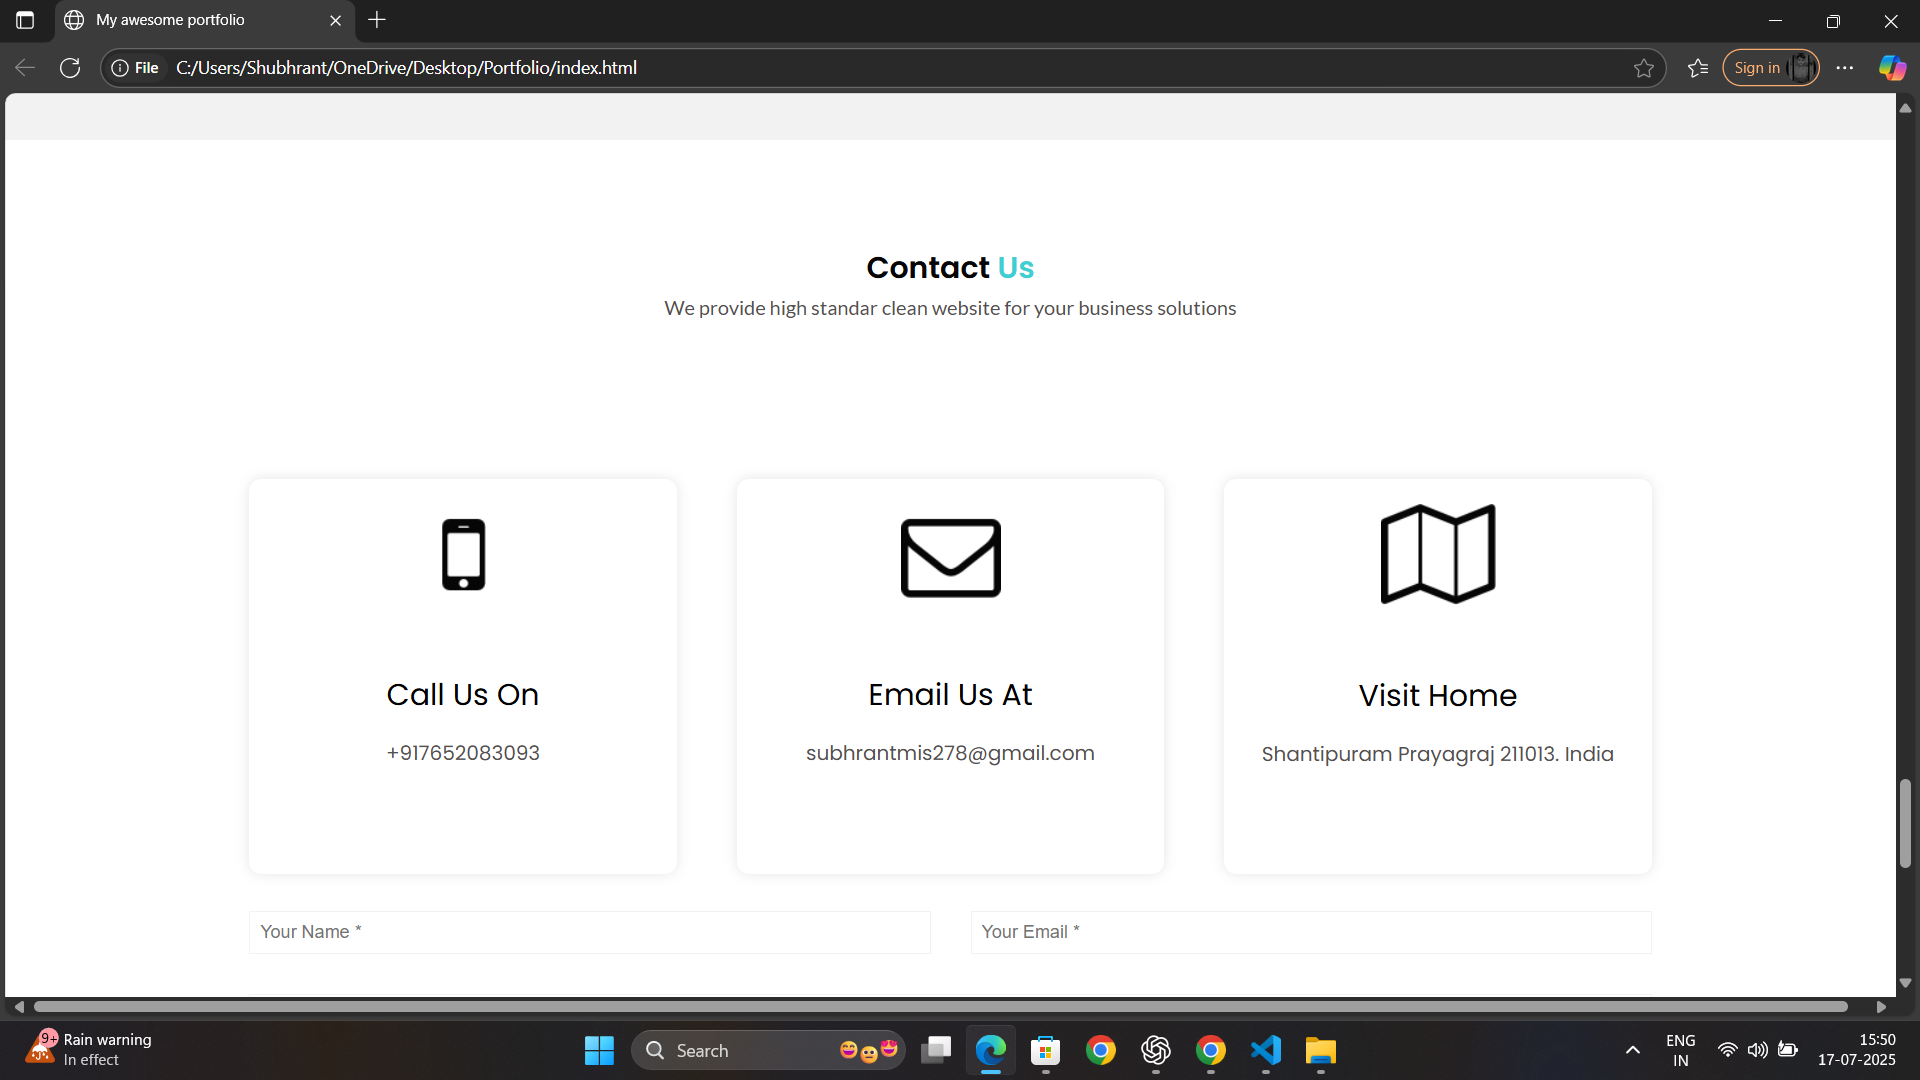 My awesome portfolio
File C:/Users/Shubhrant/OneDrive/Desktop/Portfolio/index.html
Sign in
Contact Us
We provide high standar clean website for your business solutions
Call Us On
+917652083093
Email Us At
subhrantmis278@gmail.com
Visit Home
Shantipuram Prayagraj 211013. India
Your Name *
Your Email *
9+
Rain warning
In effect
Search
ENG
IN
15:50
17-07-2025